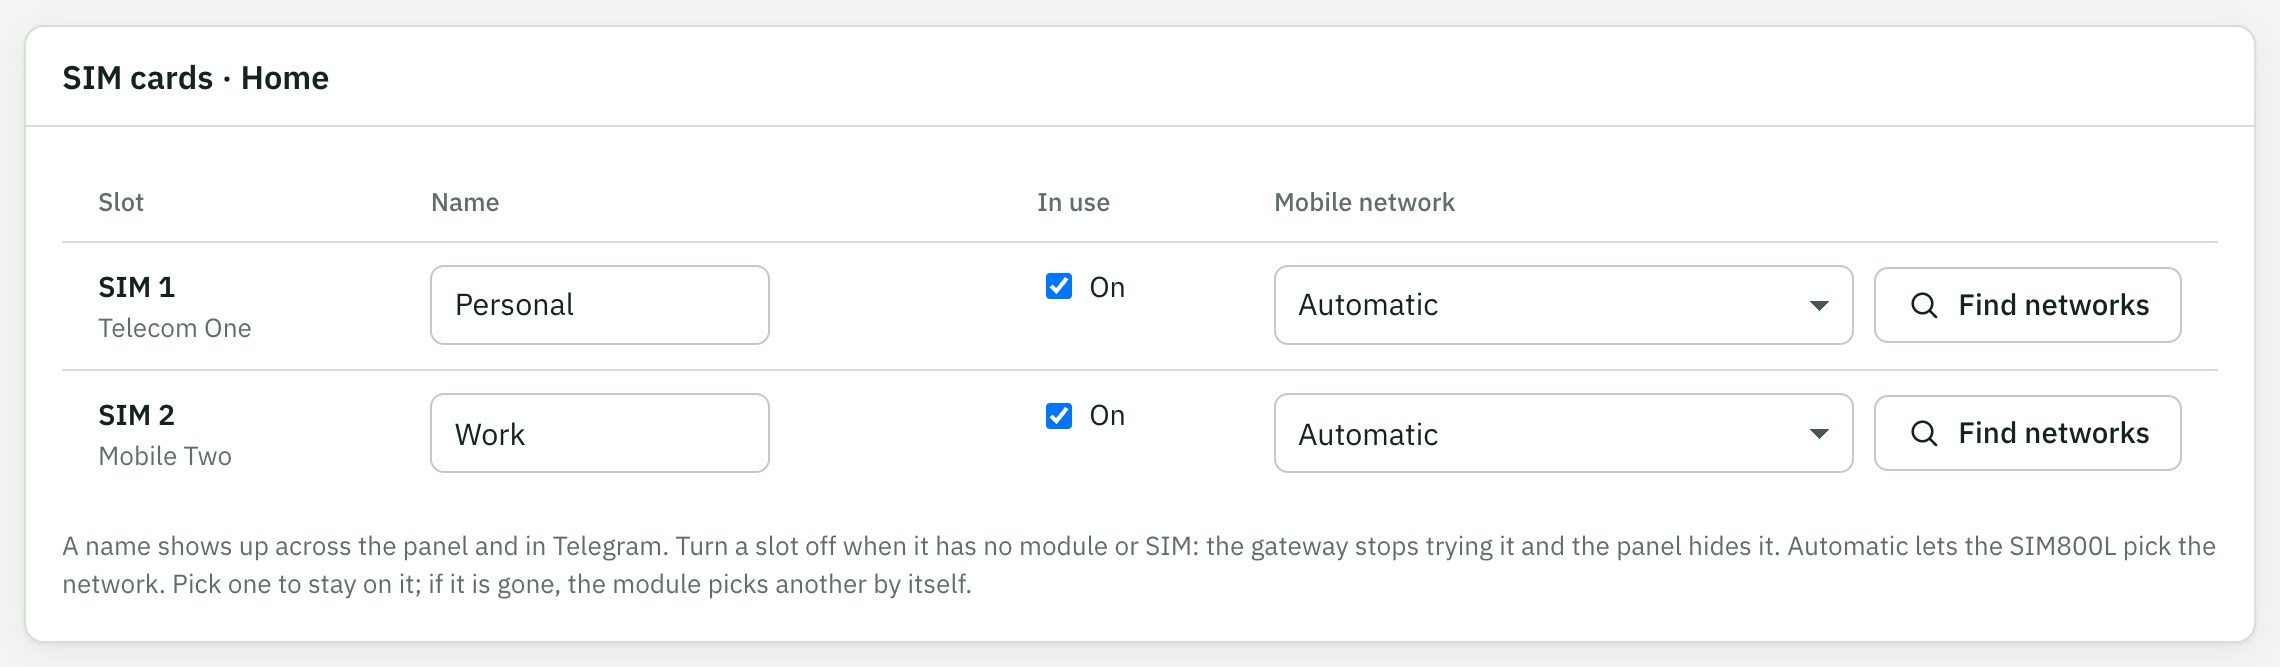 SIM cards · Home
Slot Name In use Mobile network
SIM 1 Personal On Automatic Find networks
Telecom One
SIM 2 Work On Automatic Find networks
Mobile Two
A name shows up across the panel and in Telegram. Turn a slot off when it has no module or SIM: the gateway stops trying it and the panel hides it. Automatic lets the SIM800L pick the
network. Pick one to stay on it; if it is gone, the module picks another by itself.